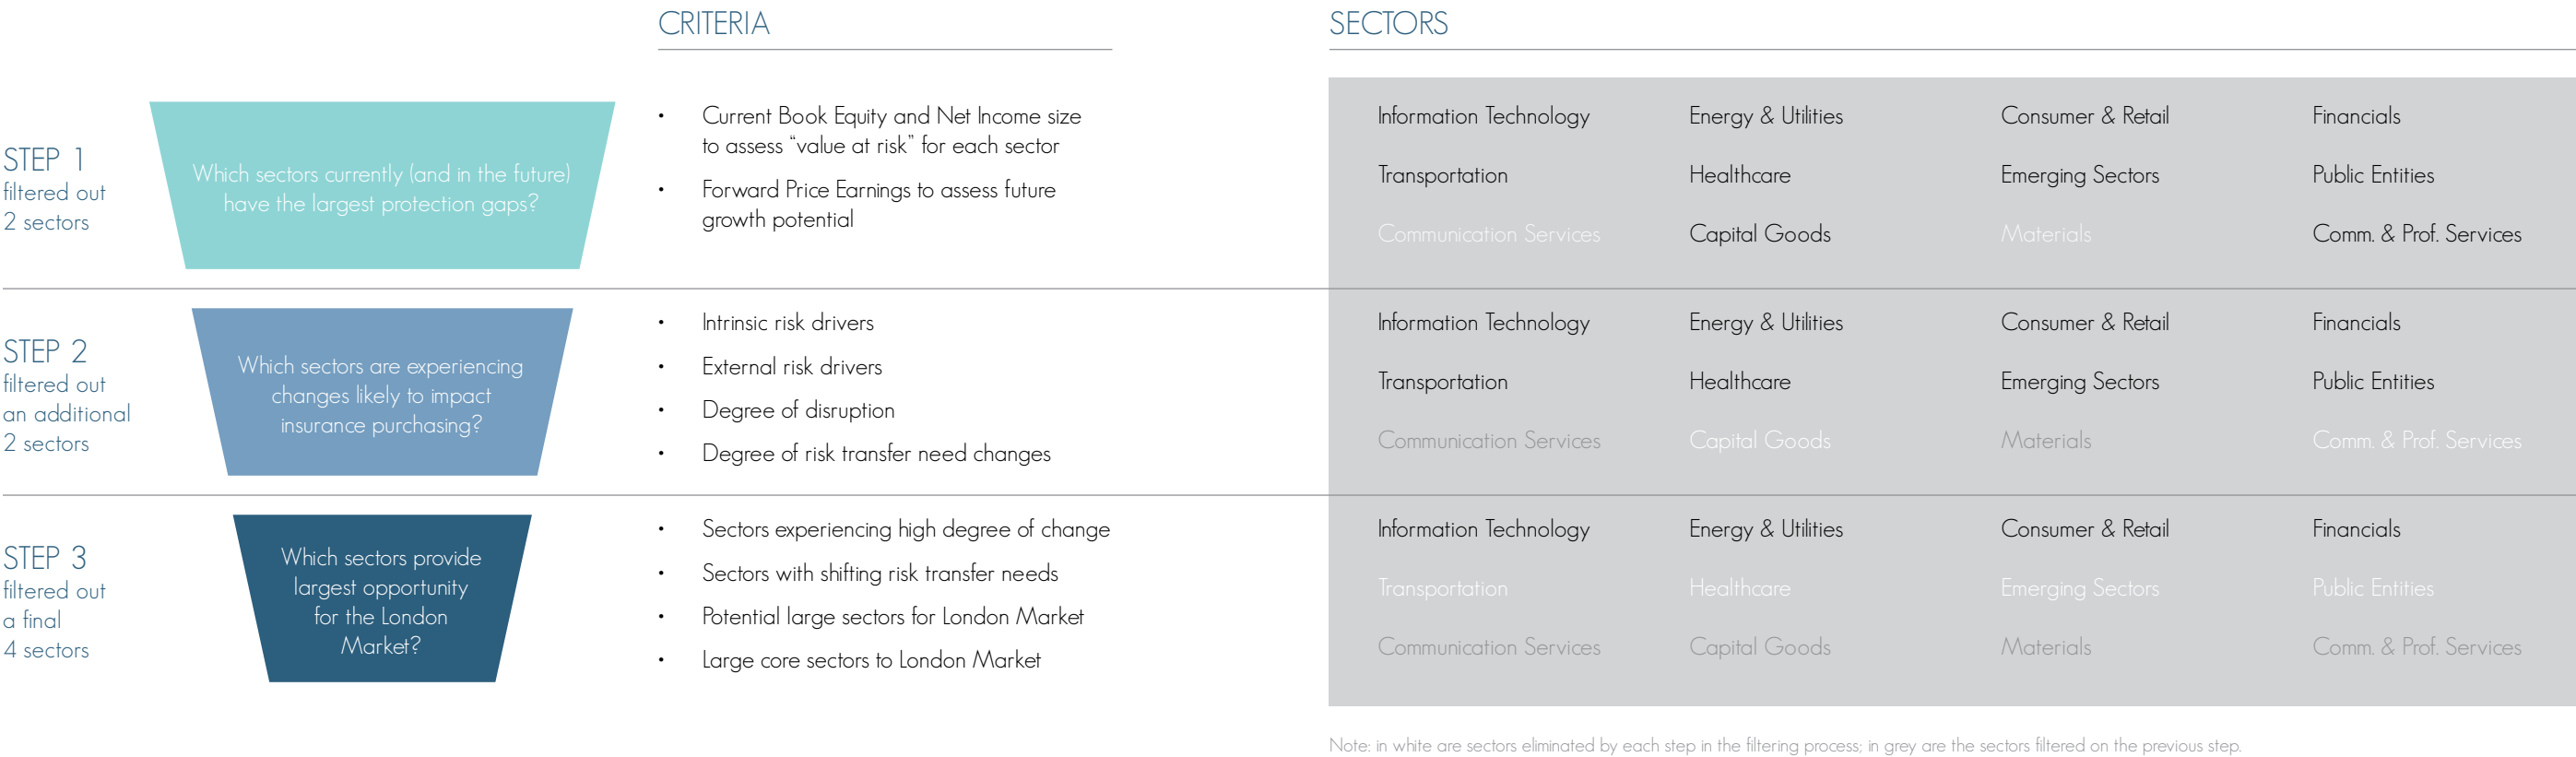 CRITERIA
SECTORS
STEP 1
filtered out
2 sectors
Which sectors currently (and in the future)
have the largest protection gaps?
• Current Book Equity and Net Income size
to assess “value at risk” for each sector
• Forward Price Earnings to assess future
growth potential
Information Technology Energy & Utilities Consumer & Retail Financials
Transportation Healthcare Emerging Sectors Public Entities
Communication Services Capital Goods Materials Comm. & Prof. Services
STEP 2
filtered out
an additional
2 sectors
Which sectors are experiencing
changes likely to impact
insurance purchasing?
• Intrinsic risk drivers
• External risk drivers
• Degree of disruption
• Degree of risk transfer need changes
Information Technology Energy & Utilities Consumer & Retail Financials
Transportation Healthcare Emerging Sectors Public Entities
Communication Services Capital Goods Materials Comm. & Prof. Services
STEP 3
filtered out
a final
4 sectors
Which sectors provide
largest opportunity
for the London
Market?
• Sectors experiencing high degree of change
• Sectors with shifting risk transfer needs
• Potential large sectors for London Market
• Large core sectors to London Market
Information Technology Energy & Utilities Consumer & Retail Financials
Transportation Healthcare Emerging Sectors Public Entities
Communication Services Capital Goods Materials Comm. & Prof. Services
Note: in white are sectors eliminated by each step in the filtering process; in grey are the sectors filtered on the previous step.